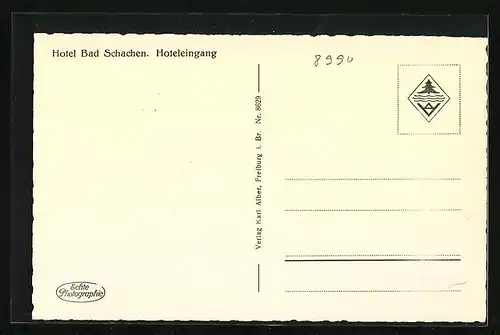 Hotel Bad Schachen. Hoteleingang
8990
Verlag Karl Alber, Freiburg i. Br. Nr. 8029
Echte
Photographie